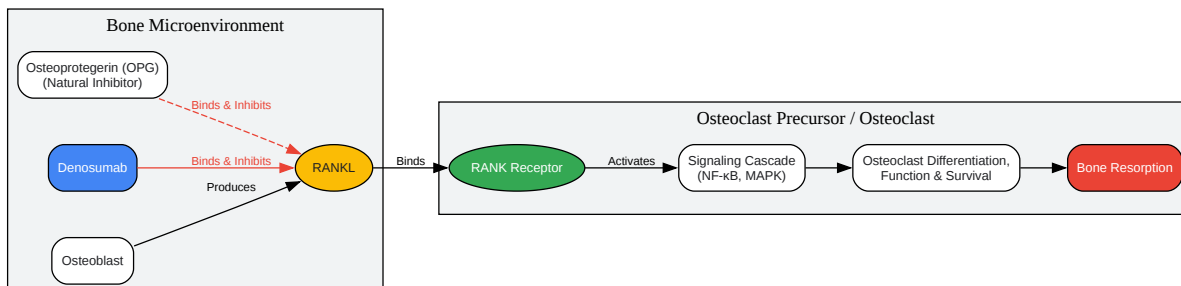 Bone Microenvironment
Osteoprotegerin (OPG)
(Natural Inhibitor)
Binds & Inhibits
Denosumab
Binds & Inhibits
Produces
Osteoblast
RANKL
Binds
Osteoclast Precursor / Osteoclast
RANK Receptor
Activates
Signaling Cascade
(NF-κB, MAPK)
Osteoclast Differentiation,
Function & Survival
Bone Resorption